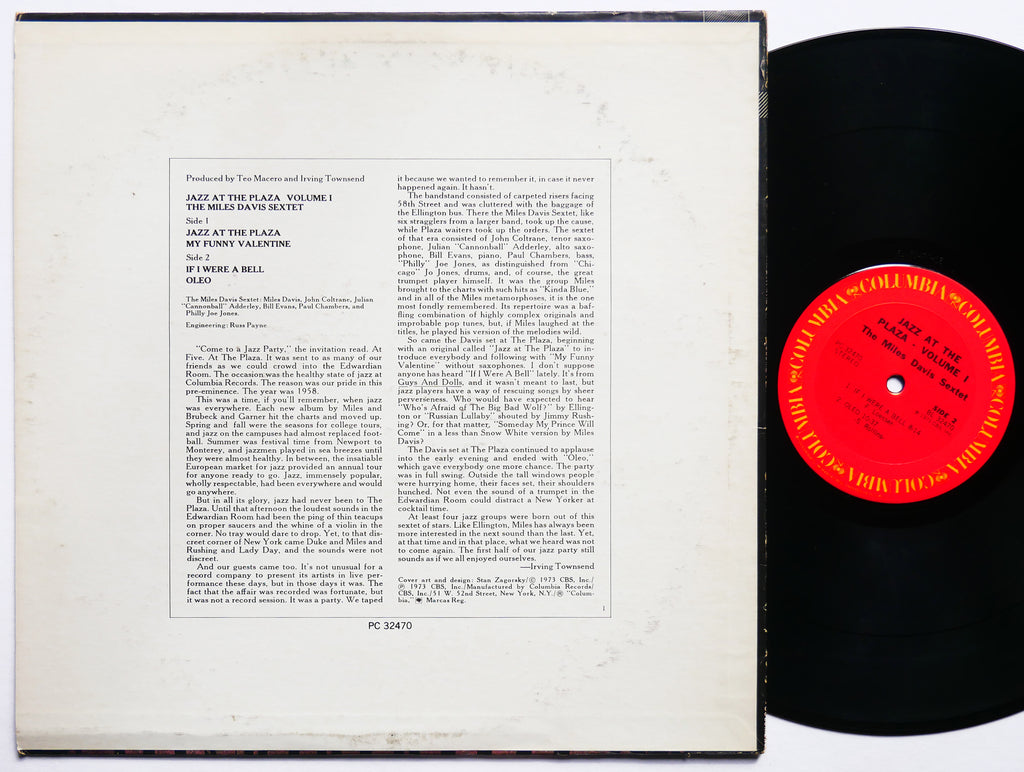 Produced by Teo Macero and Irving Townsend
JAZZ AT THE PLAZA VOLUME I
THE MILES DAVIS SEXTET
Side 1
JAZZ AT THE PLAZA
MY FUNNY VALENTINE
Side 2
IF I WERE A BELL
OLEO
The Miles Davis Sextet: Miles Davis, John Coltrane, Julian
"Cannonball" Adderley, Bill Evans, Paul Chambers, and
Philly Joe Jones.
Engineering: Russ Payne
"Come to a Jazz Party," the invitation read. At
Five. At The Plaza. It was sent to as many of our
friends as we could crowd into the Edwardian
Room. The occasion was the healthy state of jazz at
Columbia Records. The reason was our pride in this
pre-eminence. The year was 1958.
This was a time, if you'll remember, when jazz
was everywhere. Each new album by Miles and
Brubeck and Garner hit the charts and moved up.
Spring and fall were the seasons for college tours,
and jazz on the campuses had almost replaced foot-
ball. Summer was festival time from Newport to
Monterey, and jazzmen played in sea breezes until
they were almost healthy. In between, the insatiable
European market for jazz provided an annual tour
for anyone ready to go. Jazz, immensely popular,
wholly respectable, had been everywhere and would
go anywhere.
But in all its glory, jazz had never been to The
Plaza. Until that afternoon the loudest sounds in the
Edwardian Room had been the ping of thin teacups
on proper saucers and the whine of a violin in the
corner. No tray would dare to drop. Yet, to that dis-
creet corner of New York came Duke and Miles and
Rushing and Lady Day, and the sounds were not
discreet.
And our guests came too. It's not unusual for a
record company to present its artists in live per-
formance these days, but in those days it was. The
fact that the affair was recorded was fortunate, but
it was not a record session. It was a party. We taped
it because we wanted to remember it, in case it never
happened again. It hasn't.
The bandstand consisted of carpeted risers facing
58th Street and was cluttered with the baggage of
the Ellington bus. There the Miles Davis Sextet, like
six stragglers from a larger band, took up the cause,
while Plaza waiters took up the orders. The sextet
of that era consisted of John Coltrane, tenor saxo-
phone, Julian "Cannonball" Adderley, alto saxo-
phone, Bill Evans, piano, Paul Chambers, bass,
"Philly" Joe Jones, as distinguished from "Chi-
cago" Jo Jones, drums, and, of course, the great
trumpet player himself. It was the group Miles
brought to the charts with such hits as "Kinda Blue,"
and in all of the Miles metamorphoses, it is the one
most fondly remembered. Its repertoire was a baf-
fling combination of highly complex originals and
improbable pop tunes, but, if Miles laughed at the
titles, he played his version of the melodies wild.
So came the Davis set at The Plaza, beginning
with an original called "Jazz at The Plaza" to in-
troduce everybody and following with "My Funny
Valentine" without saxophones. I don't suppose
anyone has heard "If I Were A Bell" lately. It's from
Guys And Dolls, and it wasn't meant to last, but
jazz players have a way of rescuing songs by sheer
perverseness. Who would have expected to hear
"Who's Afraid of The Big Bad Wolf?" by Elling-
ton or "Russian Lullaby" shouted by Jimmy Rush-
ing? Or, for that matter, "Someday My Prince Will
Come" in a less than Snow White version by Miles
Davis?
The Davis set at The Plaza continued to applause
into the early evening and ended with "Oleo,"
which gave everybody one more chance. The party
was in full swing. Outside the tall windows people
were hurrying home, their faces set, their shoulders
hunched. Not even the sound of a trumpet in the
Edwardian Room could distract a New Yorker at
cocktail time.
At least four jazz groups were born out of this
sextet of stars. Like Ellington, Miles has always been
more interested in the next sound than the last. Yet,
at that time and in that place, what we heard was not
to come again. The first half of our jazz party still
sounds as if we all enjoyed ourselves.
—Irving Townsend
Cover art and design: Stan Zagorsky/© 1973 CBS, Inc./
℗ 1973 CBS, Inc./Manufactured by Columbia Records/
CBS, Inc./51 W. 52nd Street, New York, N.Y./® "Colum-
bia," Marcas Reg.
1
PC 32470
COLUMBIA COLUMBIA COLUMBIA COLUMBIA COLUMBIA COLUMBIA
JAZZ AT THE
PLAZA - VOLUME I
The Miles Davis Sextet
PC 32470
STEREO
SIDE 2
1. IF I WERE A BELL
F. Loesser
2. OLEO
S. Rollins